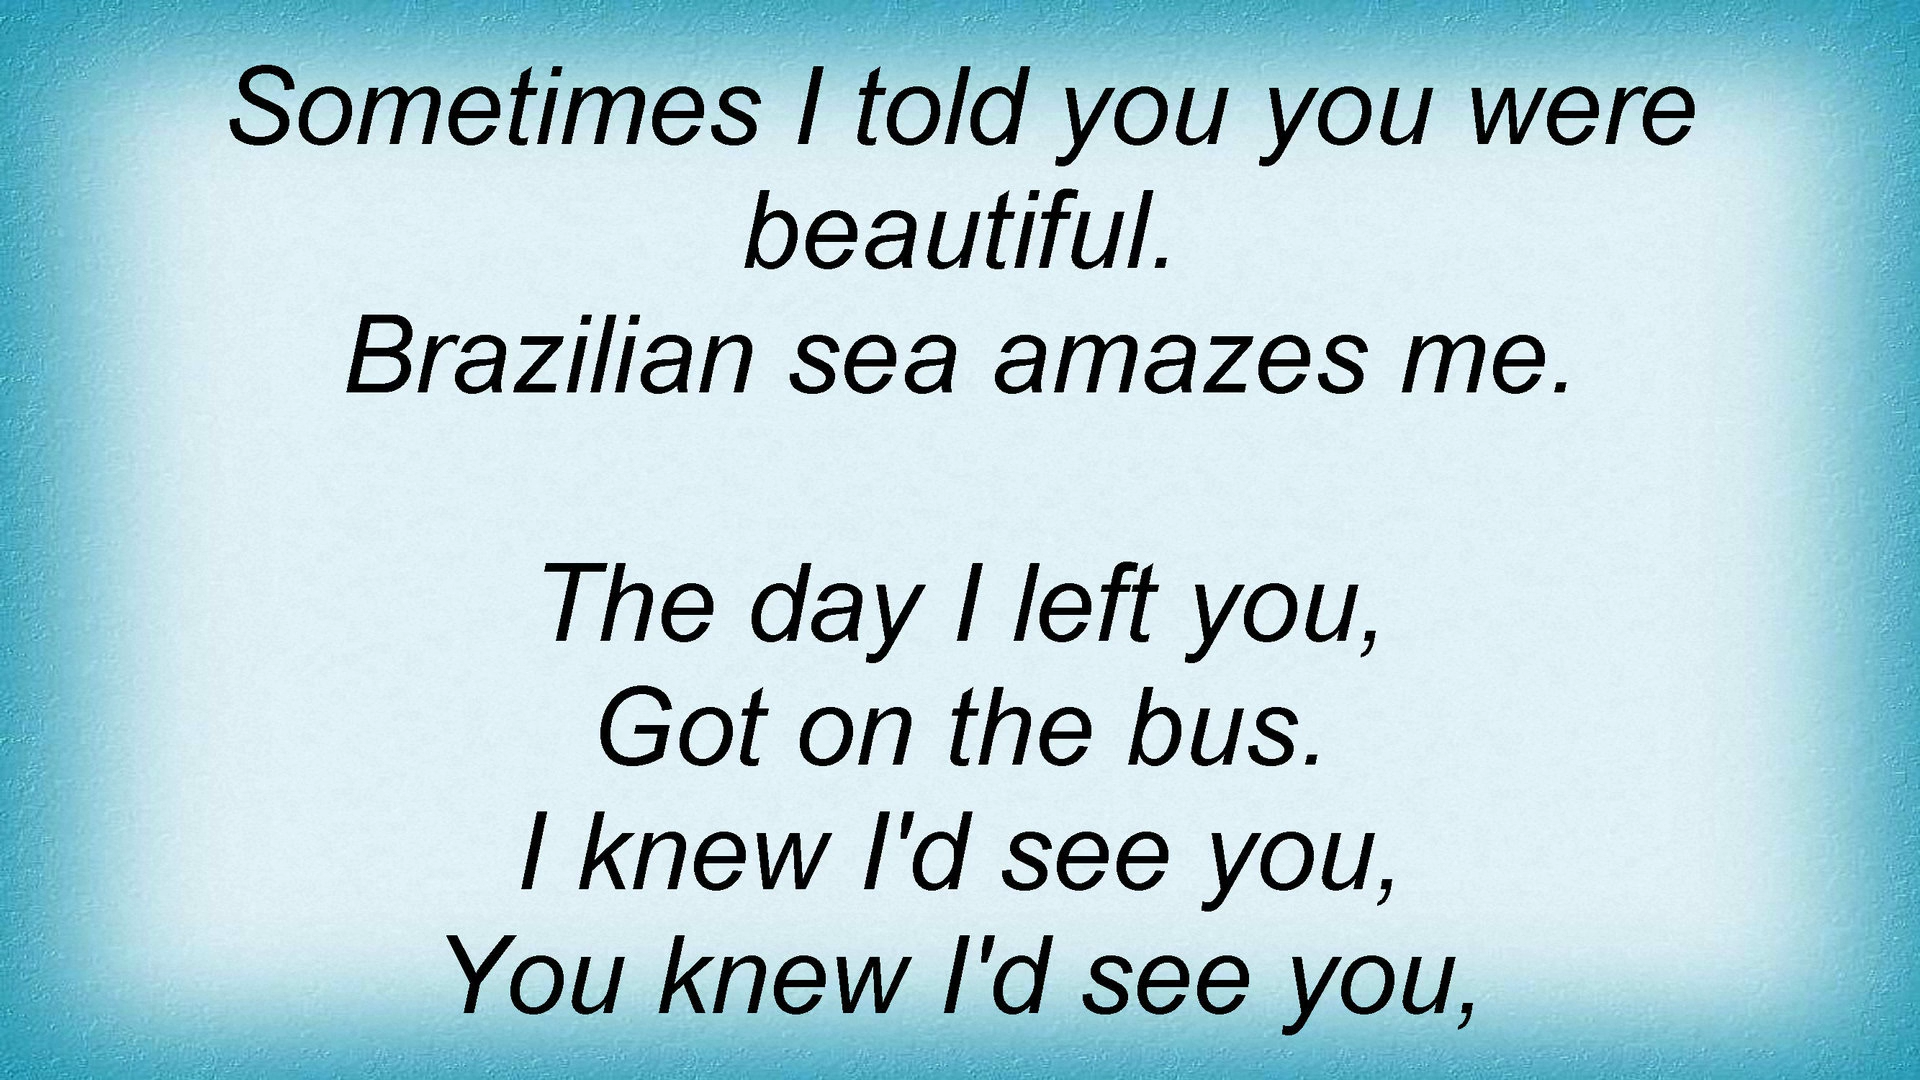 Sometimes I told you you were
beautiful.
Brazilian sea amazes me.
The day I left you,
Got on the bus.
I knew I'd see you,
You knew I'd see you,